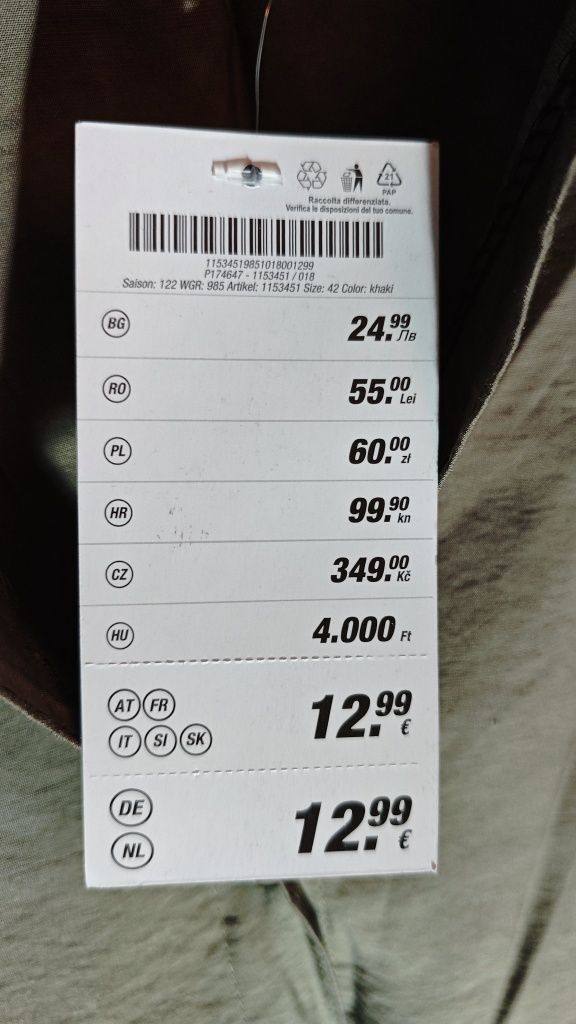 21
PAP
Raccolta differenziata.
Verifica le disposizioni del tuo comune.
11534519851018001299
P174647 - 1153451 / 018
Saison: 122 WGR: 985 Artikel: 1153451 Size: 42 Color: khaki
BG 24.99 Лв
RO 55.00 Lei
PL 60.00 zł
HR 99.90 kn
CZ 349.00 Kč
HU 4.000 Ft
AT FR
IT SI SK 12.99 €
DE
NL 12.99 €